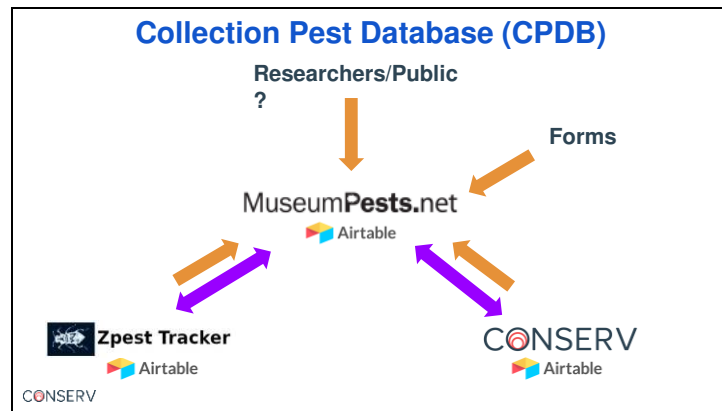 Collection Pest Database (CPDB)
Researchers/Public
?
Forms
MuseumPests.net
Airtable
Zpest Tracker
Airtable
CONSERV
Airtable
CONSERV